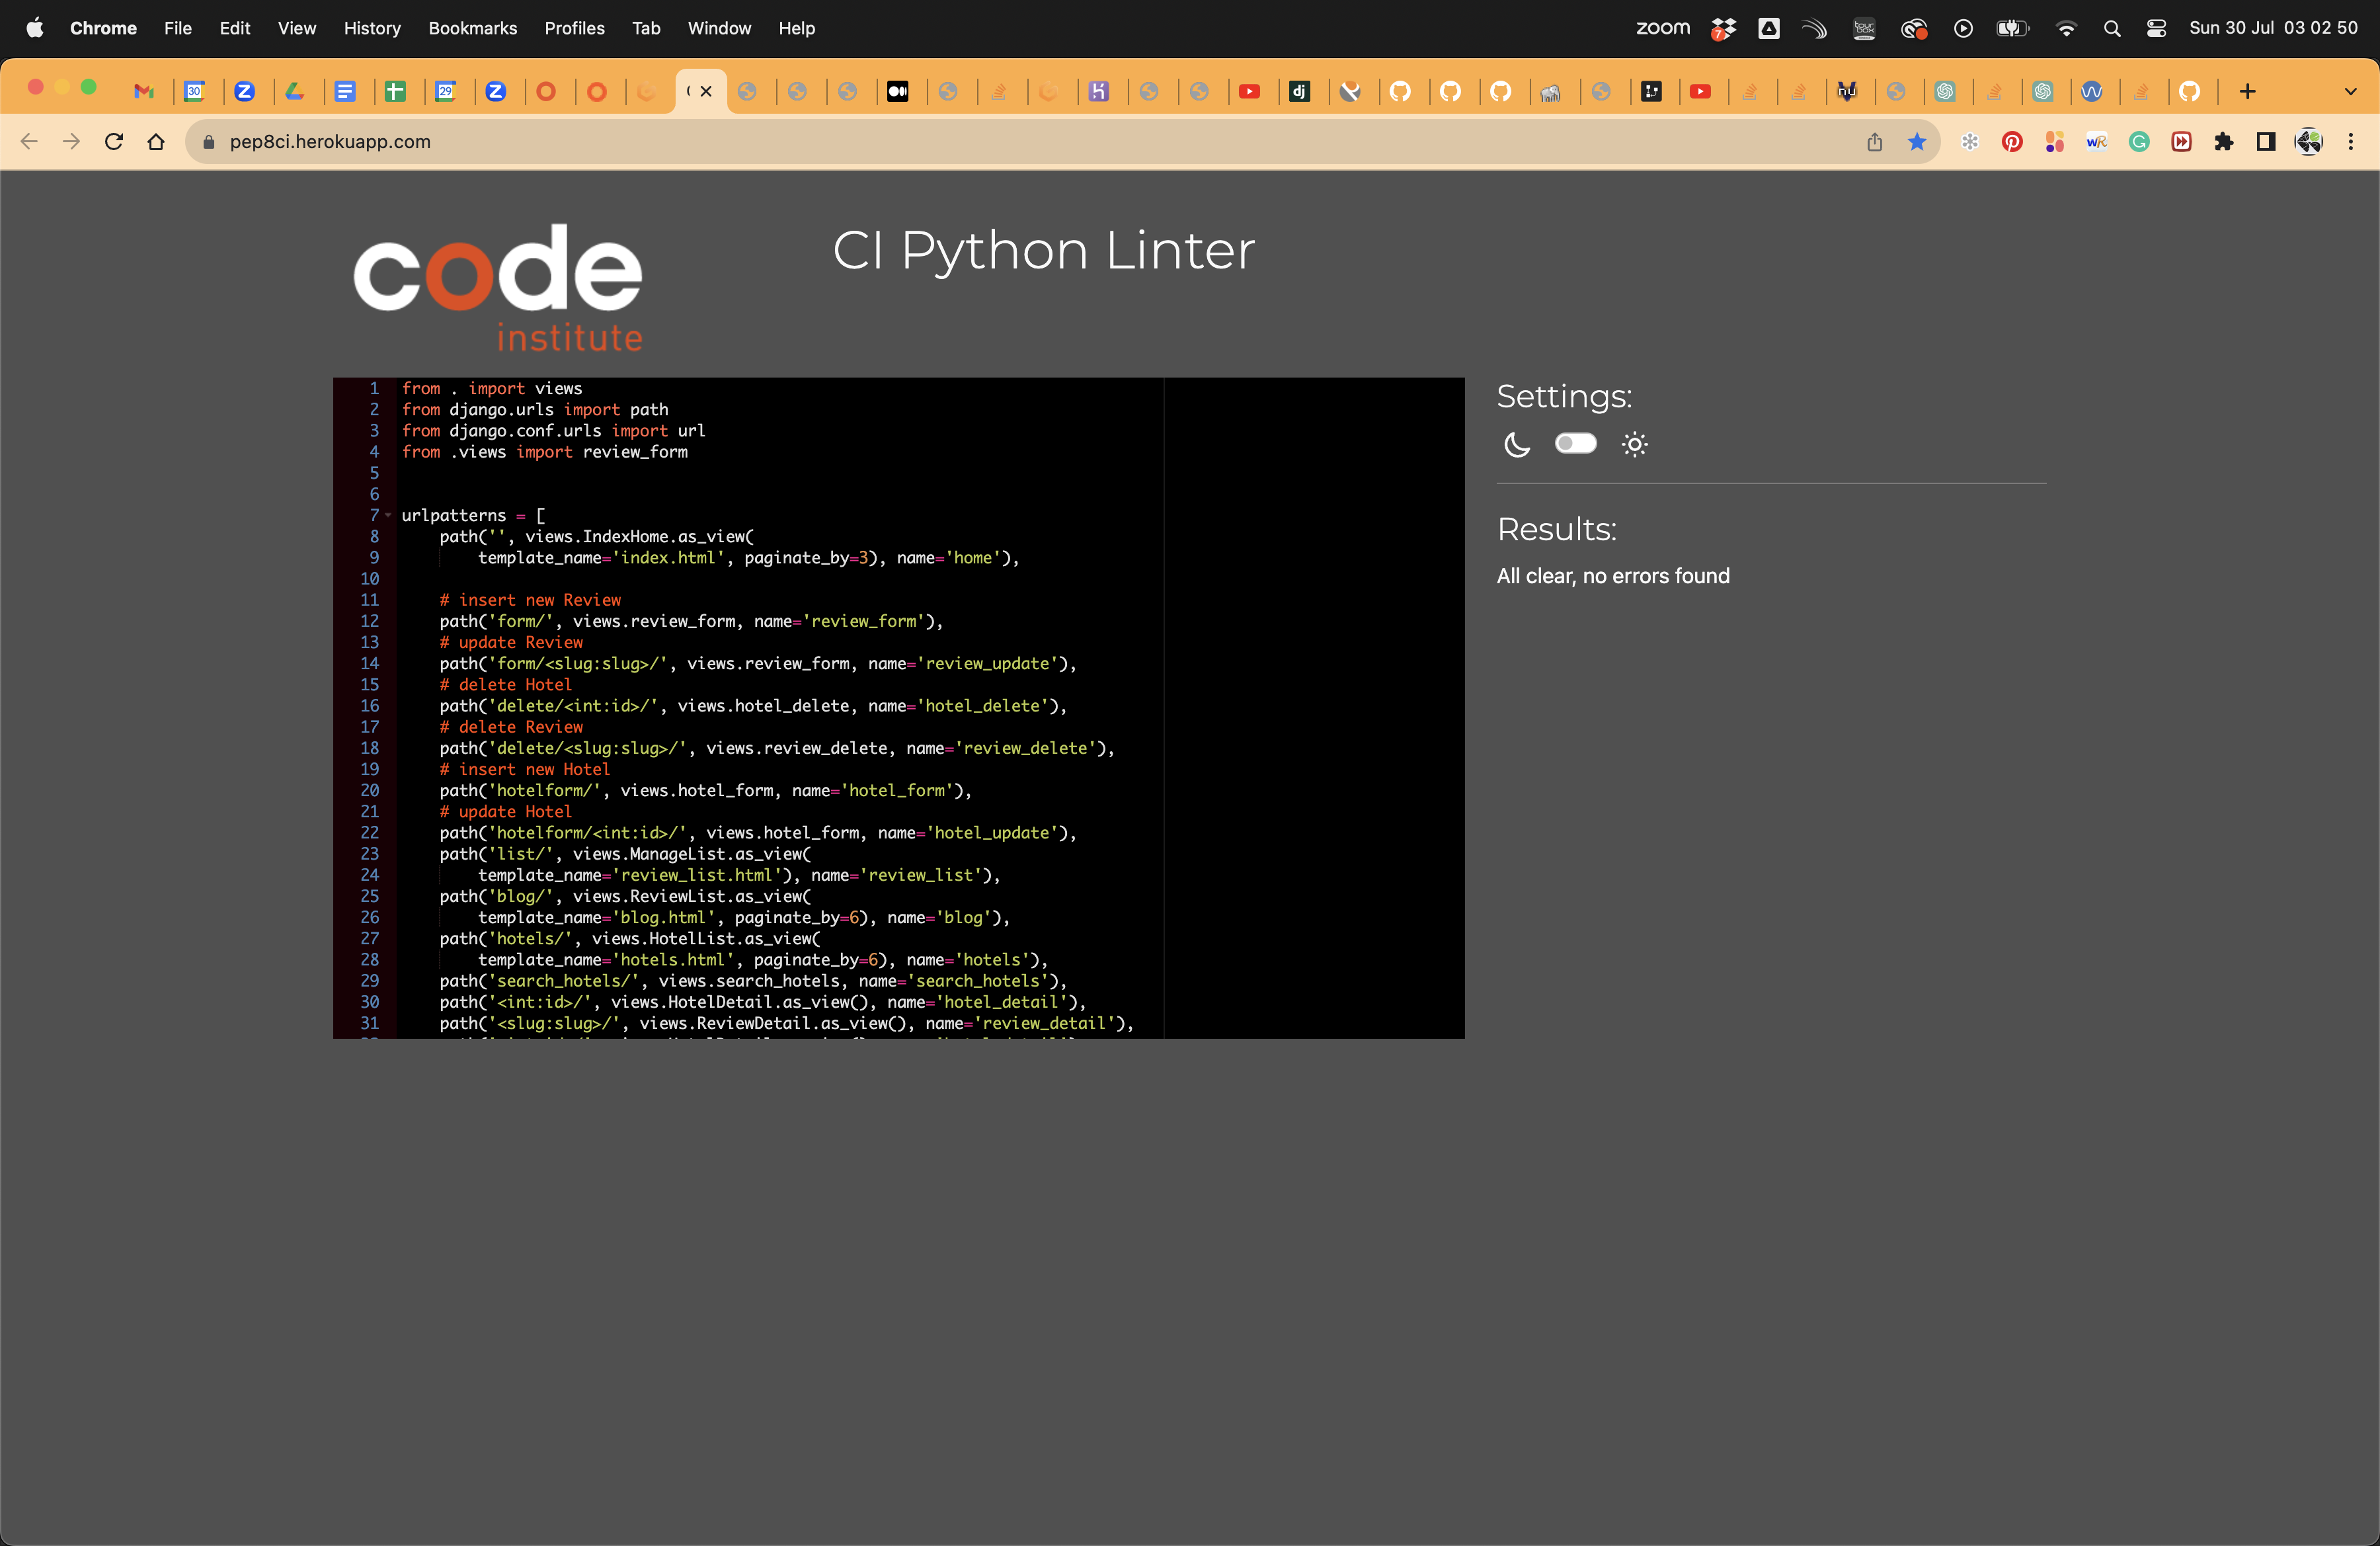 Chrome File Edit View History Bookmarks Profiles Tab Window Help zoom 7 Sun 30 Jul 03 02 50
pep8ci.herokuapp.com
code
institute
CI Python Linter
1 from . import views
2 from django.urls import path
3 from django.conf.urls import url
4 from .views import review_form
5
6
7 urlpatterns = [
8 path('', views.IndexHome.as_view(
9 template_name='index.html', paginate_by=3), name='home'),
10
11 # insert new Review
12 path('form/', views.review_form, name='review_form'),
13 # update Review
14 path('form/<slug:slug>/', views.review_form, name='review_update'),
15 # delete Hotel
16 path('delete/<int:id>/', views.hotel_delete, name='hotel_delete'),
17 # delete Review
18 path('delete/<slug:slug>/', views.review_delete, name='review_delete'),
19 # insert new Hotel
20 path('hotelform/', views.hotel_form, name='hotel_form'),
21 # update Hotel
22 path('hotelform/<int:id>/', views.hotel_form, name='hotel_update'),
23 path('list/', views.ManageList.as_view(
24 template_name='review_list.html'), name='review_list'),
25 path('blog/', views.ReviewList.as_view(
26 template_name='blog.html', paginate_by=6), name='blog'),
27 path('hotels/', views.HotelList.as_view(
28 template_name='hotels.html', paginate_by=6), name='hotels'),
29 path('search_hotels/', views.search_hotels, name='search_hotels'),
30 path('<int:id>/', views.HotelDetail.as_view(), name='hotel_detail'),
31 path('<slug:slug>/', views.ReviewDetail.as_view(), name='review_detail'),
Settings:
Results:
All clear, no errors found